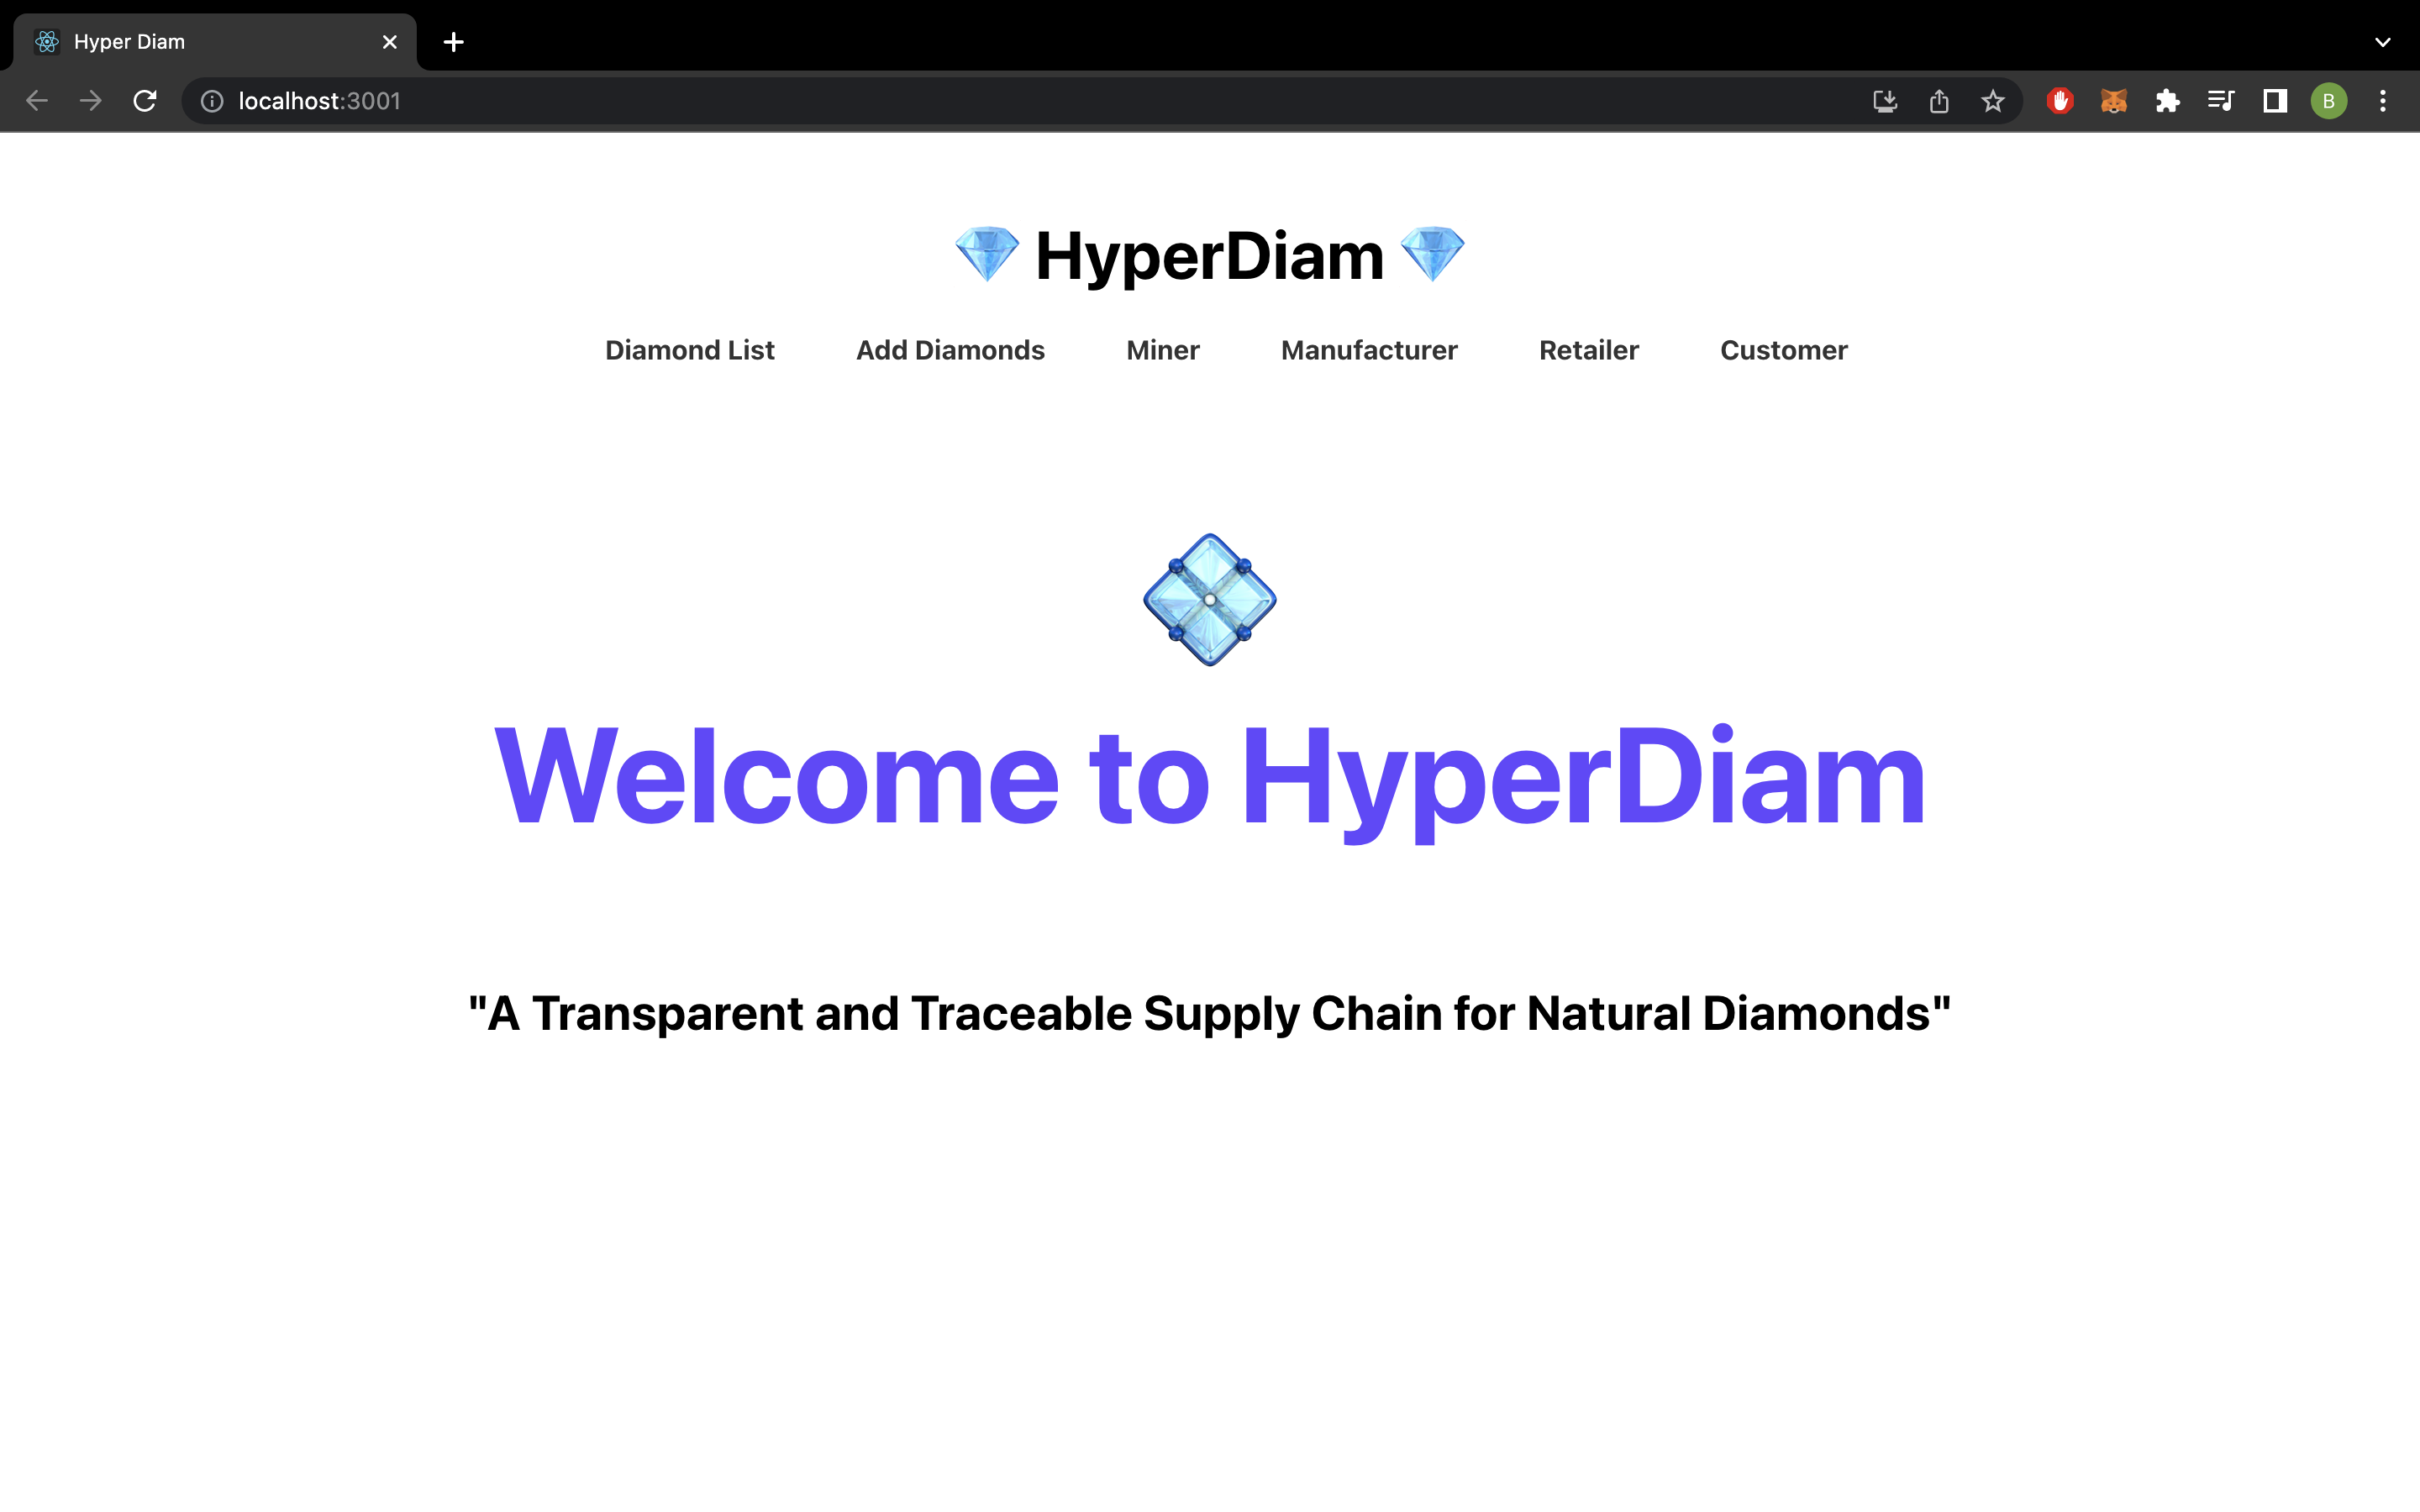 Hyper Diam
localhost:3001
B
💎 HyperDiam 💎
Diamond List Add Diamonds Miner Manufacturer Retailer Customer
💠
Welcome to HyperDiam
"A Transparent and Traceable Supply Chain for Natural Diamonds"